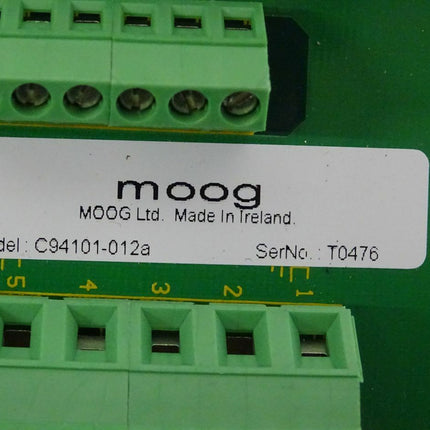 moog
MOOG Ltd. Made In Ireland.
del : C94101-012a SerNo. : T0476
5 4 3 2 1